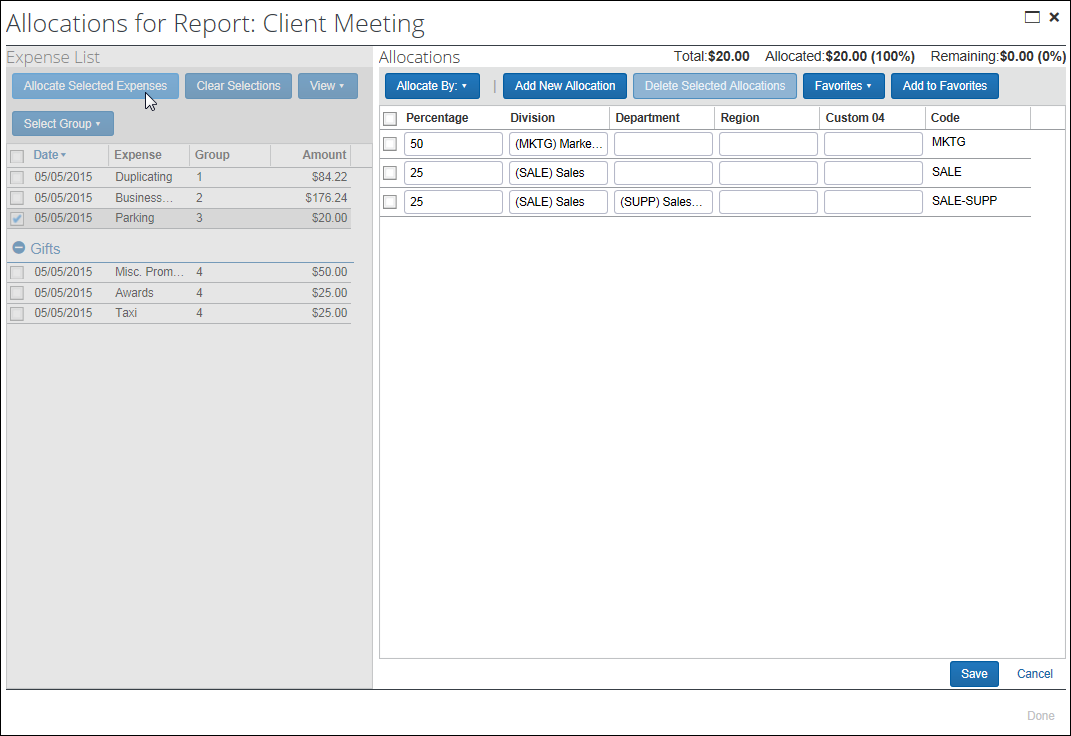 Allocations for Report: Client Meeting
Expense List
Allocate Selected Expenses Clear Selections View
Select Group
Date Expense Group Amount
05/05/2015 Duplicating 1 $84.22
05/05/2015 Business... 2 $176.24
05/05/2015 Parking 3 $20.00
Gifts
05/05/2015 Misc. Prom... 4 $50.00
05/05/2015 Awards 4 $25.00
05/05/2015 Taxi 4 $25.00
Allocations Total:$20.00 Allocated:$20.00 (100%) Remaining:$0.00 (0%)
Allocate By: | Add New Allocation Delete Selected Allocations Favorites Add to Favorites
Percentage Division Department Region Custom 04 Code
50 (MKTG) Marke... MKTG
25 (SALE) Sales SALE
25 (SALE) Sales (SUPP) Sales... SALE-SUPP
Save Cancel
Done